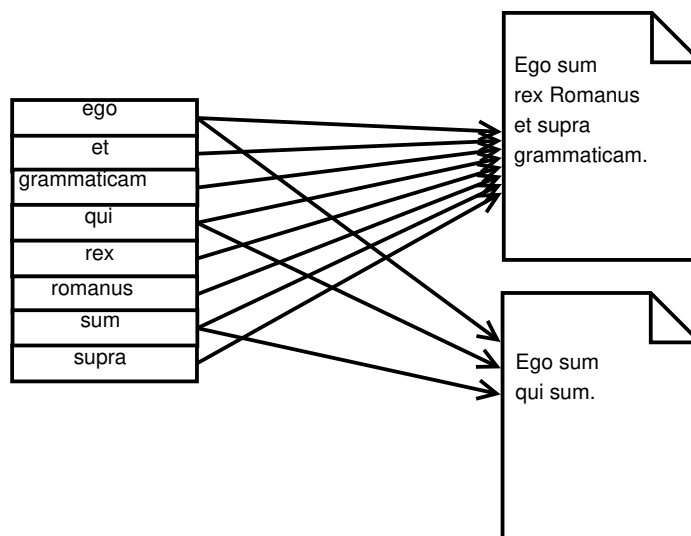 ego
et
grammaticam
qui
rex
romanus
sum
supra
Ego sum
rex Romanus
et supra
grammaticam.
Ego sum
qui sum.